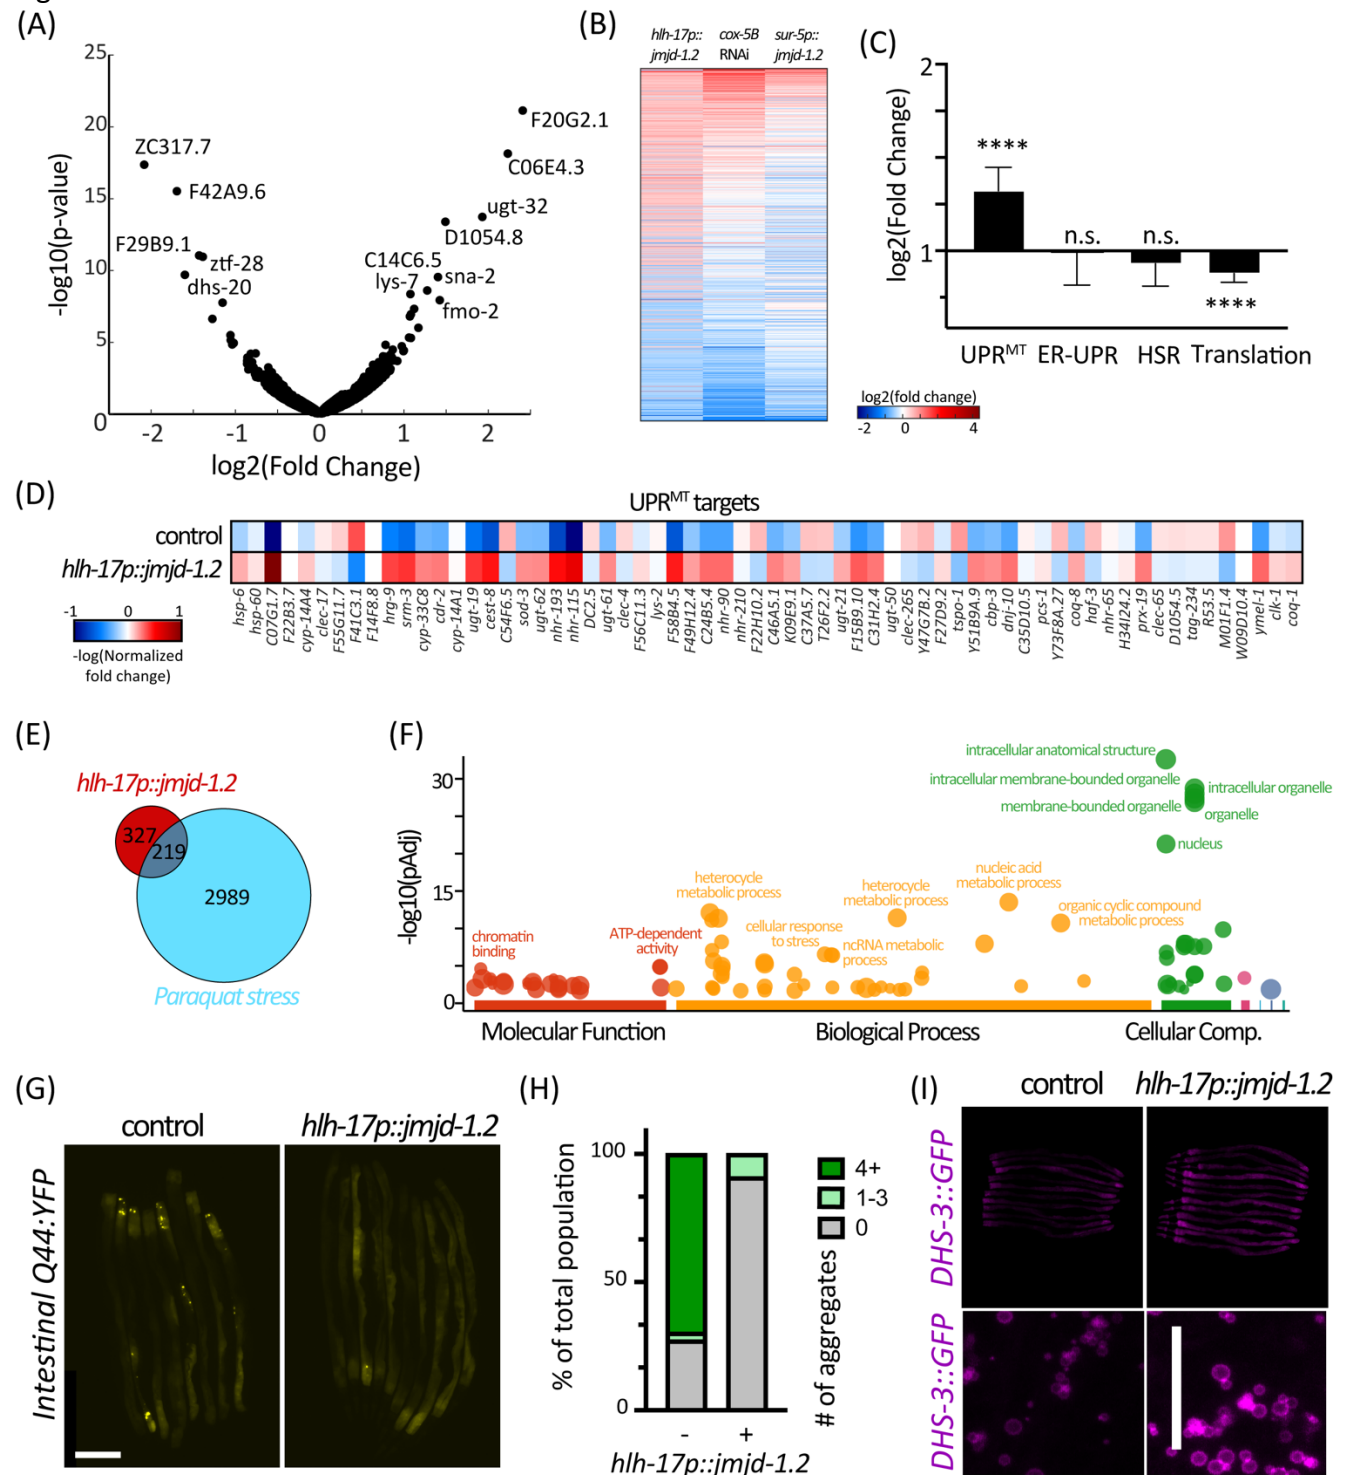 (A)
25
20
15
10
5
0
-log10(p-value)
ZC317.7
F42A9.6
F29B9.1
ztf-28
dhs-20
F20G2.1
C06E4.3
ugt-32
D1054.8
C14C6.5
sna-2
lys-7
fmo-2
-2 -1 0 1 2
log2(Fold Change)
(B)
hlh-17p:: cox-5B sur-5p::
jmjd-1.2 RNAi jmjd-1.2
(C)
2
1
log2(Fold Change)
****
n.s.
n.s.
****
UPRMT ER-UPR HSR Translation
log2(fold change)
-2 0 4
(D)
UPRMT targets
control
hlh-17p::jmjd-1.2
-1 0 1
-log(Normalized
fold change)
hsp-6
hsp-60
C07G1.7
F22B3.7
cyp-14A4
clec-17
F55G11.7
F41C3.1
F14F8.8
hrg-9
srm-3
cyp-33C8
cdr-2
cyp-14A1
ugt-19
cest-8
C54F6.5
sod-3
ugt-62
nhr-193
nhr-115
DC2.5
ugt-61
clec-4
F56C11.3
lys-2
F58B4.5
F49H12.4
C24B5.4
nhr-90
nhr-210
F22H10.2
C46A5.1
K09E9.1
C37A5.7
T26F2.2
ugt-21
F15B9.10
C31H2.4
ugt-50
clec-265
Y47G7B.2
F27D9.2
tspo-1
Y51B9A.9
cbp-3
dnj-10
C35D10.5
pcs-1
Y73F8A.27
coq-8
haf-3
nhr-65
H34I24.2
prx-19
clec-65
D1054.5
tag-234
R53.5
M01F1.4
W09D10.4
ymel-1
clk-1
coq-1
(E)
hlh-17p::jmjd-1.2
327
219
2989
Paraquat stress
(F)
30
15
0
-log10(pAdj)
chromatin
binding
ATP-dependent
activity
heterocycle
metabolic process
cellular response
to stress
heterocycle
metabolic process
ncRNA metabolic
process
nucleic acid
metabolic process
organic cyclic compound
metabolic process
intracellular anatomical structure
intracellular membrane-bounded organelle
intracellular organelle
membrane-bounded organelle
organelle
nucleus
Molecular Function Biological Process Cellular Comp.
(G)
control hlh-17p::jmjd-1.2
Intestinal Q44:YFP
(H)
100
50
0
% of total population
4+
1-3
0
# of aggregates
- +
hlh-17p::jmjd-1.2
(I)
control hlh-17p::jmjd-1.2
DHS-3::GFP
DHS-3::GFP